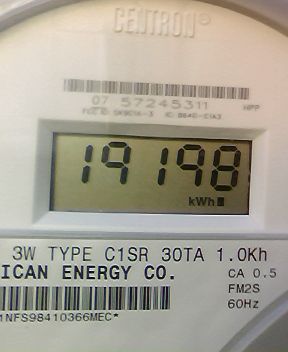 CENTRON®
07 57245311
19198
kWh
3W TYPE C1SR 30TA 1.0Kh
ICAN ENERGY CO.
CA 0.5
FM2S
60Hz
1NFS98410366MEC*